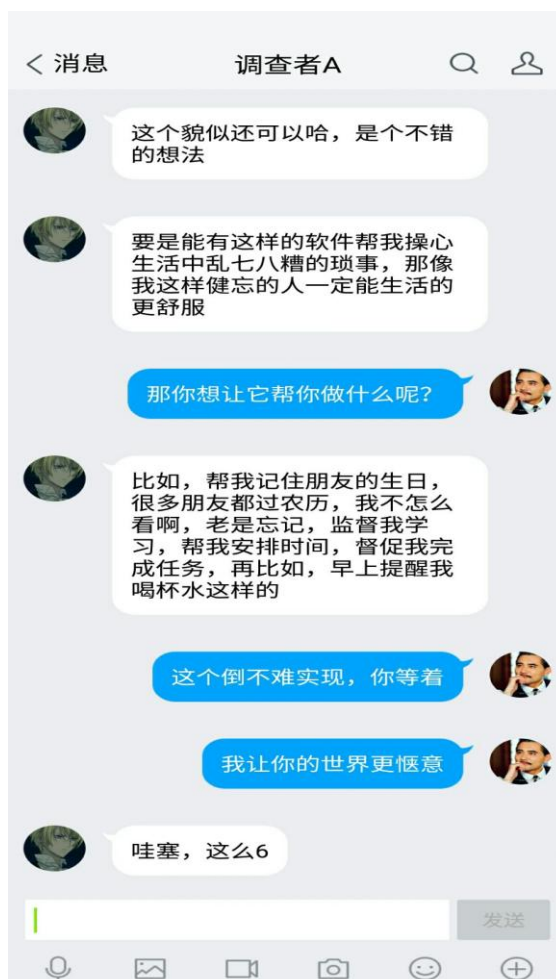 消息
调查者A
这个貌似还可以哈，是个不错
的想法
要是能有这样的软件帮我操心
生活中乱七八糟的琐事，那像
我这样健忘的人一定能生活的
更舒服
那你想让它帮你做什么呢？
比如，帮我记住朋友的生日，
很多朋友都过农历，我不怎么
看啊，老是忘记，监督我学
习，帮我安排时间，督促我完
成任务，再比如，早上提醒我
喝杯水这样的
这个倒不难实现，你等着
我让你的世界更惬意
哇塞，这么6
发送